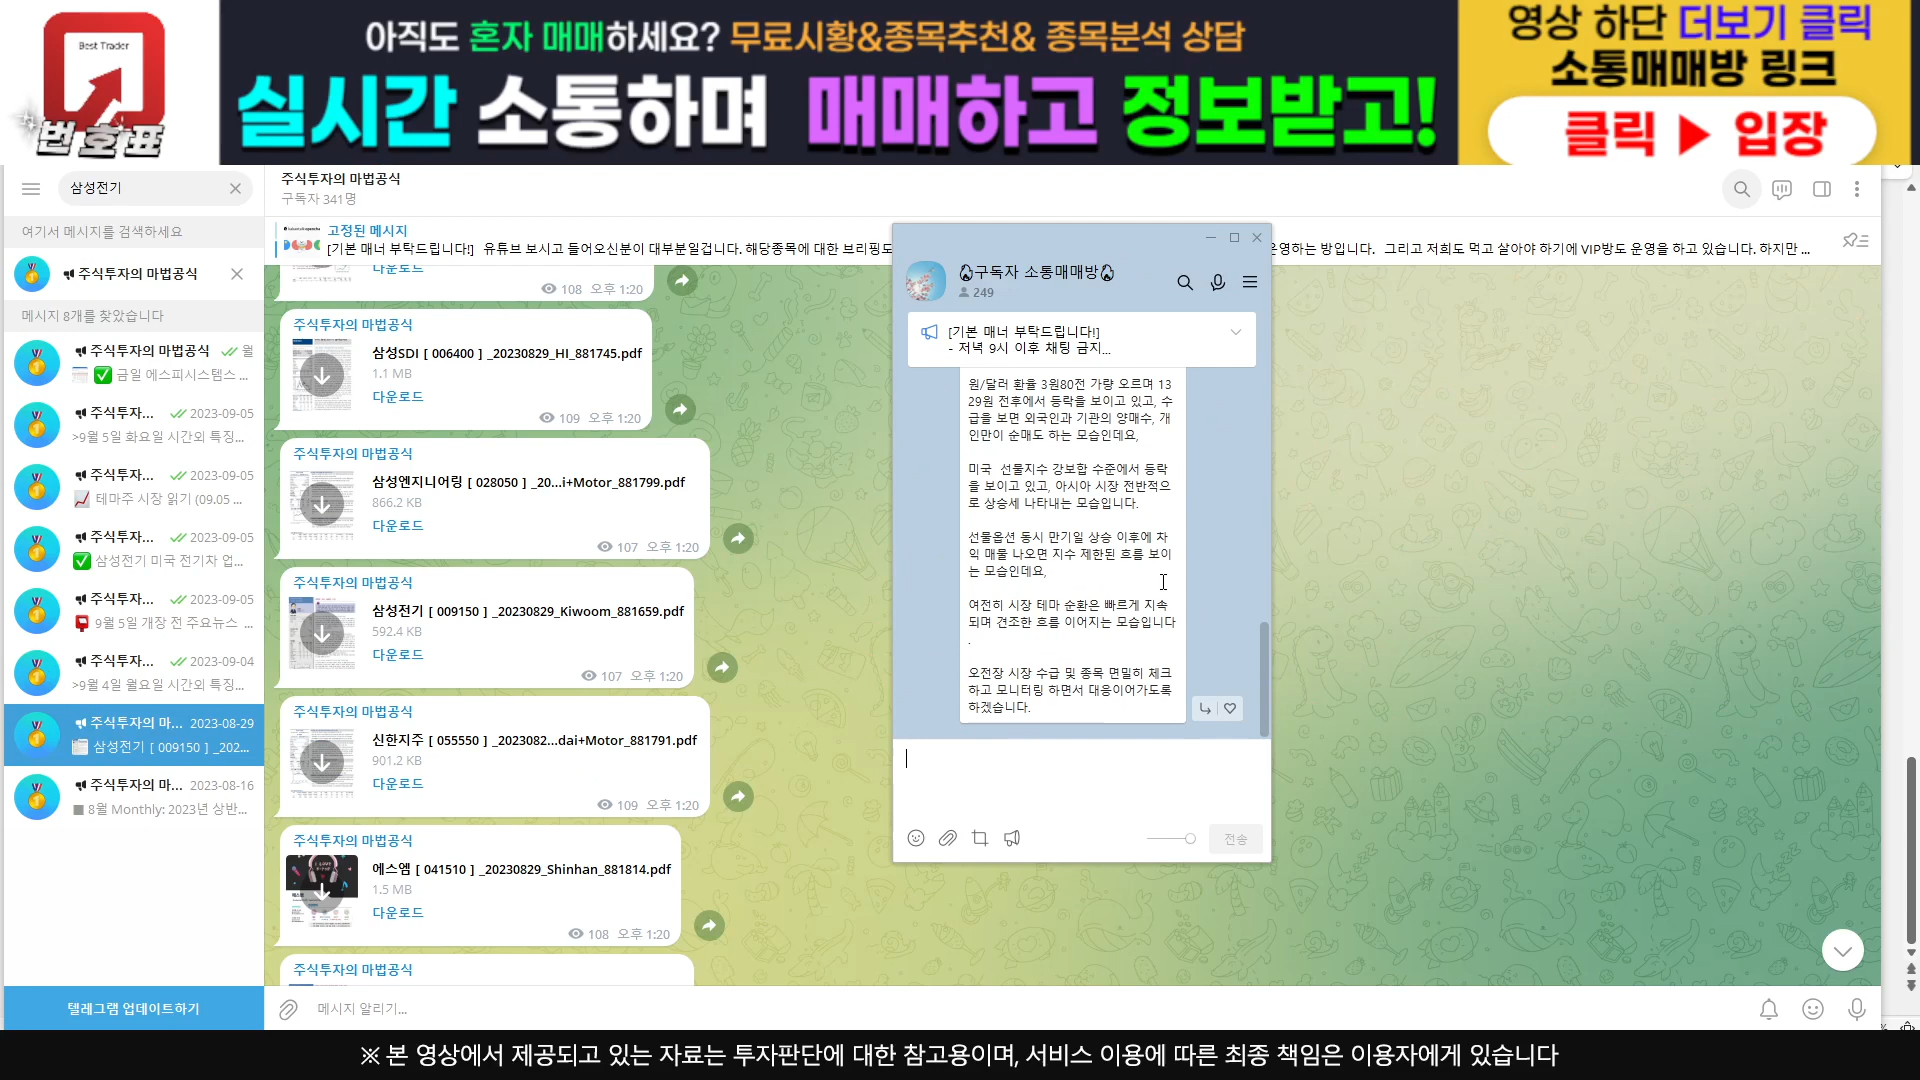 Best Trader
번호표
아직도 혼자 매매하세요? 무료시황&종목추천& 종목분석 상담
실시간 소통하며 매매하고 정보받고!
영상 하단 더보기 클릭
소통매매방 링크
클릭 ▶ 입장
삼성전기
여기서 메시지를 검색하세요
주식투자의 마법공식
메시지 8개를 찾았습니다
주식투자의 마법공식 월
금일 에스피시스템스 ...
주식투자... 2023-09-05
>9월 5일 화요일 시간외 특징...
주식투자... 2023-09-05
테마주 시장 읽기 (09.05 ...
주식투자... 2023-09-05
삼성전기 미국 전기차 업...
주식투자... 2023-09-05
9월 5일 개장 전 주요뉴스 ...
주식투자... 2023-09-04
>9월 4일 월요일 시간외 특징...
주식투자의 마... 2023-08-29
삼성전기 [ 009150 ] _202...
주식투자의 마... 2023-08-16
■ 8월 Monthly: 2023년 상반...
텔레그램 업데이트하기
주식투자의 마법공식
구독자 341명
고정된 메시지
[기본 매너 부탁드립니다!] 유튜브 보시고 들어오신분이 대부분일겁니다. 해당종목에 대한 브리핑도
운영하는 방입니다. 그리고 저희도 먹고 살아야 하기에 VIP방도 운영을 하고 있습니다. 하지만 ...
다운로드
108 오후 1:20
주식투자의 마법공식
삼성SDI [ 006400 ] _20230829_HI_881745.pdf
1.1 MB
다운로드
109 오후 1:20
주식투자의 마법공식
삼성엔지니어링 [ 028050 ] _20...i+Motor_881799.pdf
866.2 KB
다운로드
107 오후 1:20
주식투자의 마법공식
삼성전기 [ 009150 ] _20230829_Kiwoom_881659.pdf
592.4 KB
다운로드
107 오후 1:20
주식투자의 마법공식
신한지주 [ 055550 ] _2023082...dai+Motor_881791.pdf
901.2 KB
다운로드
109 오후 1:20
주식투자의 마법공식
에스엠 [ 041510 ] _20230829_Shinhan_881814.pdf
1.5 MB
다운로드
108 오후 1:20
주식투자의 마법공식
메시지 알리기...
구독자 소통매매방
249
[기본 매너 부탁드립니다!]
- 저녁 9시 이후 채팅 금지...
원/달러 환율 3원80전 가량 오르며 13
29원 전후에서 등락을 보이고 있고, 수
급을 보면 외국인과 기관의 양매수, 개
인만이 순매도 하는 모습인데요,
미국 선물지수 강보합 수준에서 등락
을 보이고 있고, 아시아 시장 전반적으
로 상승세 나타내는 모습입니다.
선물옵션 동시 만기일 상승 이후에 차
익 매물 나오면 지수 제한된 흐름 보이
는 모습인데요,
여전히 시장 테마 순환은 빠르게 지속
되며 견조한 흐름 이어지는 모습입니다
.
오전장 시장 수급 및 종목 면밀히 체크
하고 모니터링 하면서 대응이어가도록
하겠습니다.
전송
※ 본 영상에서 제공되고 있는 자료는 투자판단에 대한 참고용이며, 서비스 이용에 따른 최종 책임은 이용자에게 있습니다